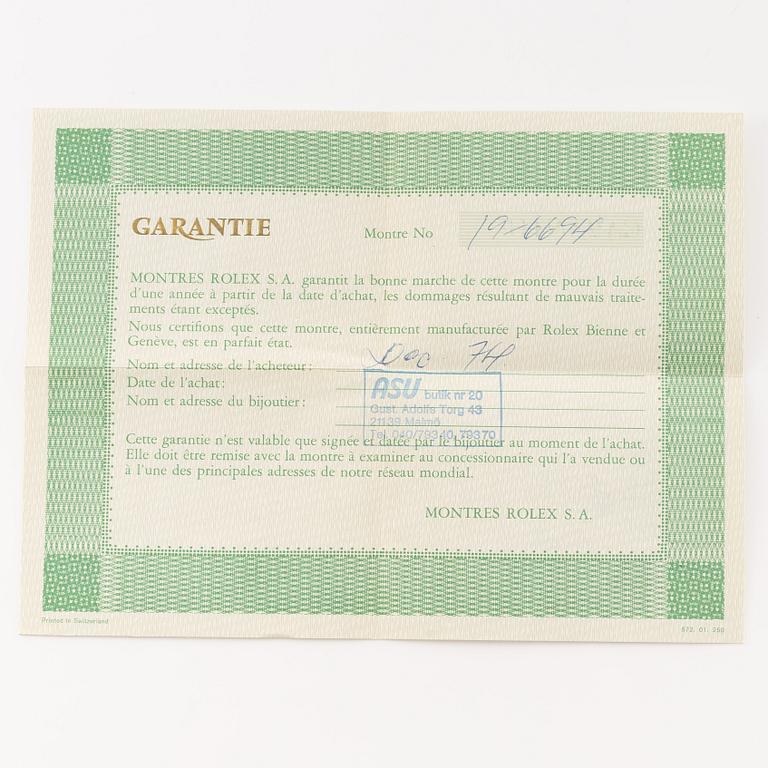 GARANTIE Montre No 19-6694
MONTRES ROLEX S.A. garantit la bonne marche de cette montre pour la durée
d'une année à partir de la date d'achat, les dommages résultant de mauvais traite-
ments étant exceptés.
Nous certifions que cette montre, entièrement manufacturée par Rolex Bienne et
Genève, est en parfait état.
Nom et adresse de l'acheteur: Dec 74
Date de l'achat:
Nom et adresse du bijoutier:
ASU butik nr 20
Gust. Adolfs Torg 43
21139 Malmö
Tel. 040/79340, 79370
Cette garantie n'est valable que signée et datée par le bijoutier au moment de l'achat.
Elle doit être remise avec la montre à examiner au concessionnaire qui l'a vendue ou
à l'une des principales adresses de notre réseau mondial.
MONTRES ROLEX S.A.
Printed in Switzerland 572. 01. 250